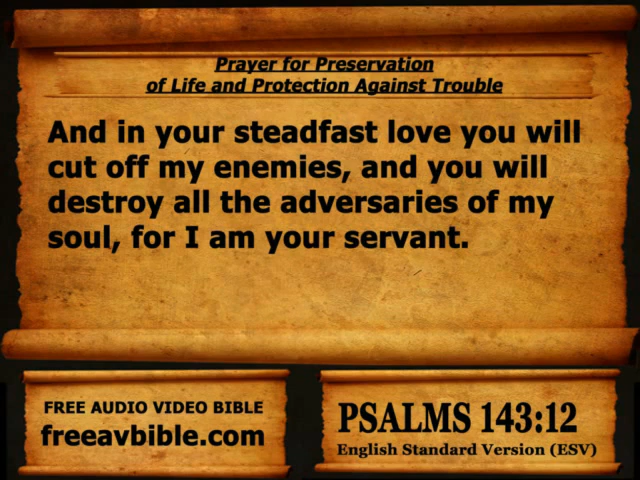 Prayer for Preservation
of Life and Protection Against Trouble
And in your steadfast love you will
cut off my enemies, and you will
destroy all the adversaries of my
soul, for I am your servant.
FREE AUDIO VIDEO BIBLE
freeavbible.com
PSALMS 143:12
English Standard Version (ESV)